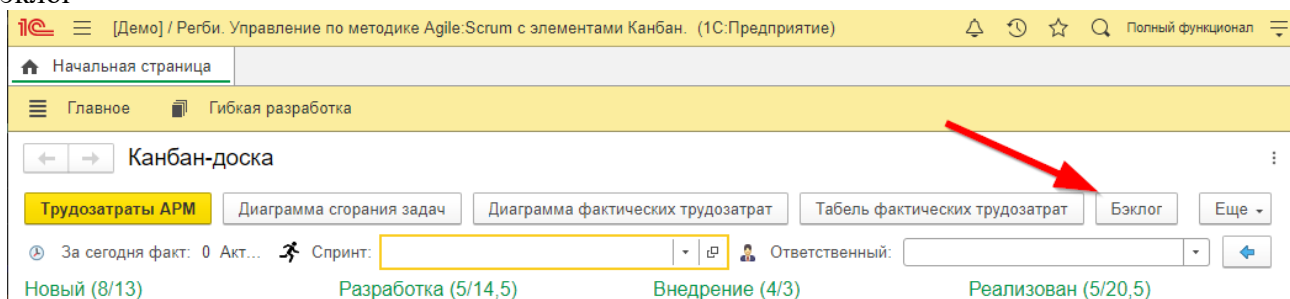 1С [Демо] / Регби. Управление по методике Agile:Scrum с элементами Канбан. (1С:Предприятие) Полный функционал
Начальная страница
Главное Гибкая разработка
Канбан-доска
Трудозатраты АРМ Диаграмма сгорания задач Диаграмма фактических трудозатрат Табель фактических трудозатрат Бэклог Еще
За сегодня факт: 0 Акт... Спринт: Ответственный:
Новый (8/13) Разработка (5/14,5) Внедрение (4/3) Реализован (5/20,5)